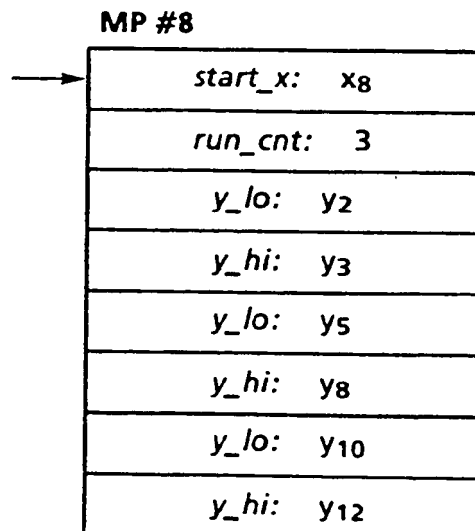 MP #8
start_x: x8
run_cnt: 3
y_lo: y2
y_hi: y3
y_lo: y5
y_hi: y8
y_lo: y10
y_hi: y12